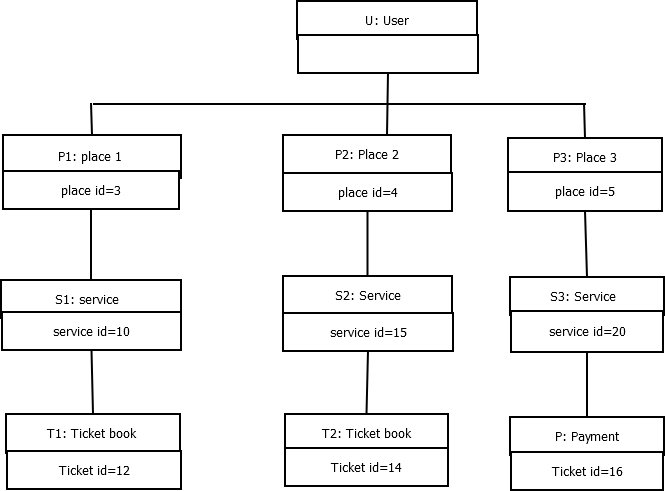 U: User
P1: place 1
P2: Place 2
P3: Place 3
place id=3
place id=4
place id=5
S1: service
S2: Service
S3: Service
service id=10
service id=15
service id=20
T1: Ticket book
T2: Ticket book
P: Payment
Ticket id=12
Ticket id=14
Ticket id=16